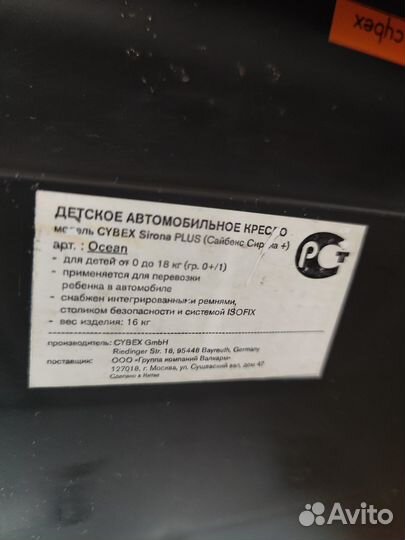 cybex
ДЕТСКОЕ АВТОМОБИЛЬНОЕ КРЕСЛО
модель CYBEX Sirona PLUS (Сайбекс Сирона +)
арт. : Ocean
- для детей от 0 до 18 кг (гр. 0+/1)
- применяется для перевозки
ребенка в автомобиле
- снабжен интегрированными ремнями,
столиком безопасности и системой ISOFIX
- вес изделия: 16 кг
РСТ
производитель: CYBEX GmbH
Riedinger Str. 18, 95448 Bayreuth, Germany
поставщик: ООО «Группа компаний Валкарм»
127018, г. Москва, ул. Сущевский вал, дом 47
Сделано в Китае
Avito